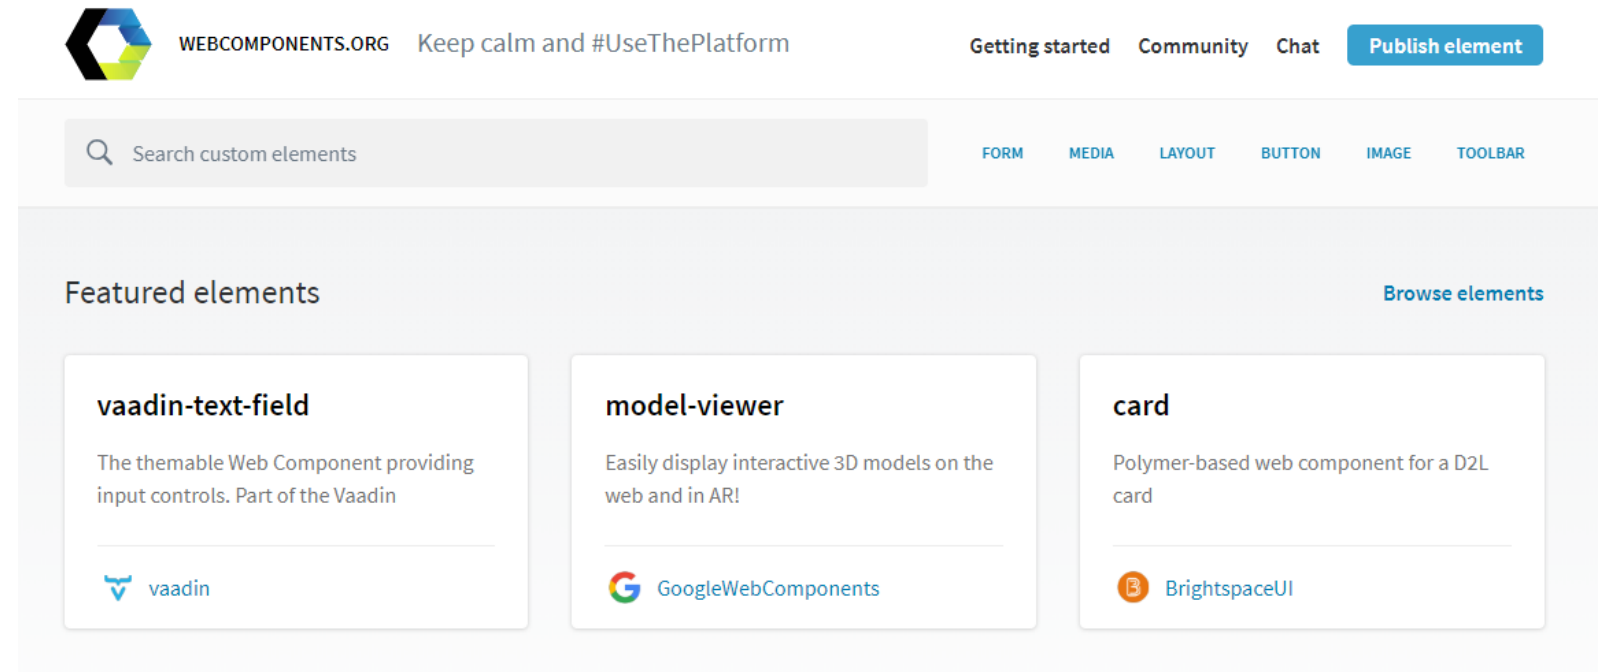 WEBCOMPONENTS.ORG Keep calm and #UseThePlatform Getting started Community Chat Publish element
Search custom elements FORM MEDIA LAYOUT BUTTON IMAGE TOOLBAR
Featured elements Browse elements
vaadin-text-field
The themable Web Component providing
input controls. Part of the Vaadin
vaadin
model-viewer
Easily display interactive 3D models on the
web and in AR!
GoogleWebComponents
card
Polymer-based web component for a D2L
card
BrightspaceUI